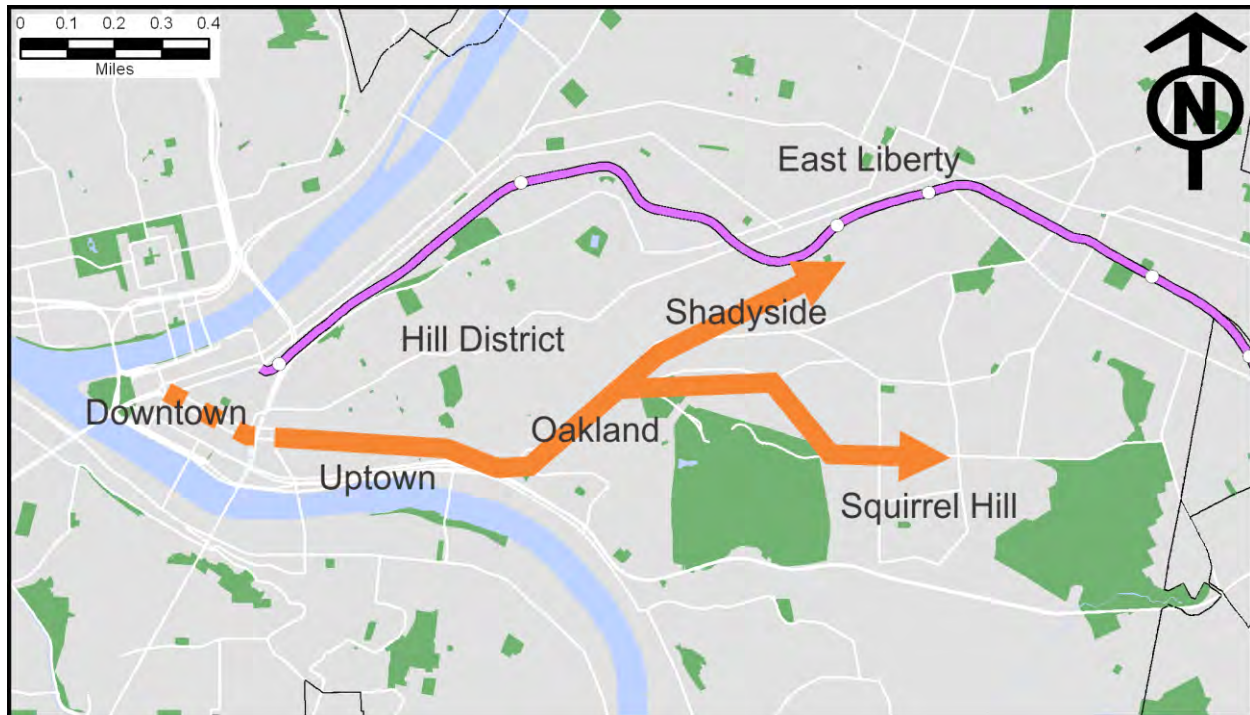 0 0.1 0.2 0.3 0.4
Miles
N
East Liberty
Shadyside
Hill District
Downtown
Oakland
Uptown
Squirrel Hill